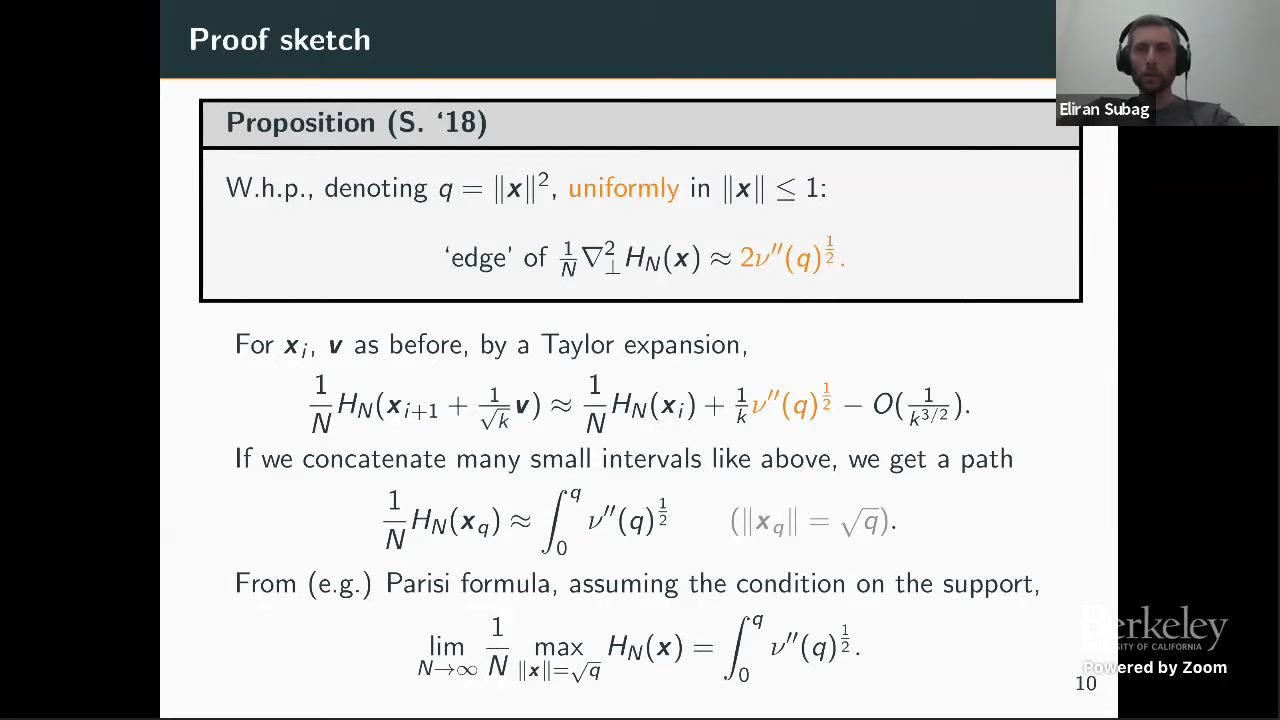 Proof sketch
Eliran Subag
Proposition (S. ‘18)
W.h.p., denoting q = ‖x‖², uniformly in ‖x‖ ≤ 1:
‘edge’ of 1/N ∇²⊥ H_N(x) ≈ 2ν′′(q)^{1/2}.
For x_i, v as before, by a Taylor expansion,
1/N H_N(x_{i+1} + 1/√k v) ≈ 1/N H_N(x_i) + 1/k ν′′(q)^{1/2} − O(1/k^{3/2}).
If we concatenate many small intervals like above, we get a path
1/N H_N(x_q) ≈ ∫_0^q ν′′(q)^{1/2} (‖x_q‖ = √q).
From (e.g.) Parisi formula, assuming the condition on the support,
lim_{N→∞} 1/N max_{‖x‖=√q} H_N(x) = ∫_0^q ν′′(q)^{1/2}.
Berkeley
UNIVERSITY OF CALIFORNIA
Powered by Zoom
10